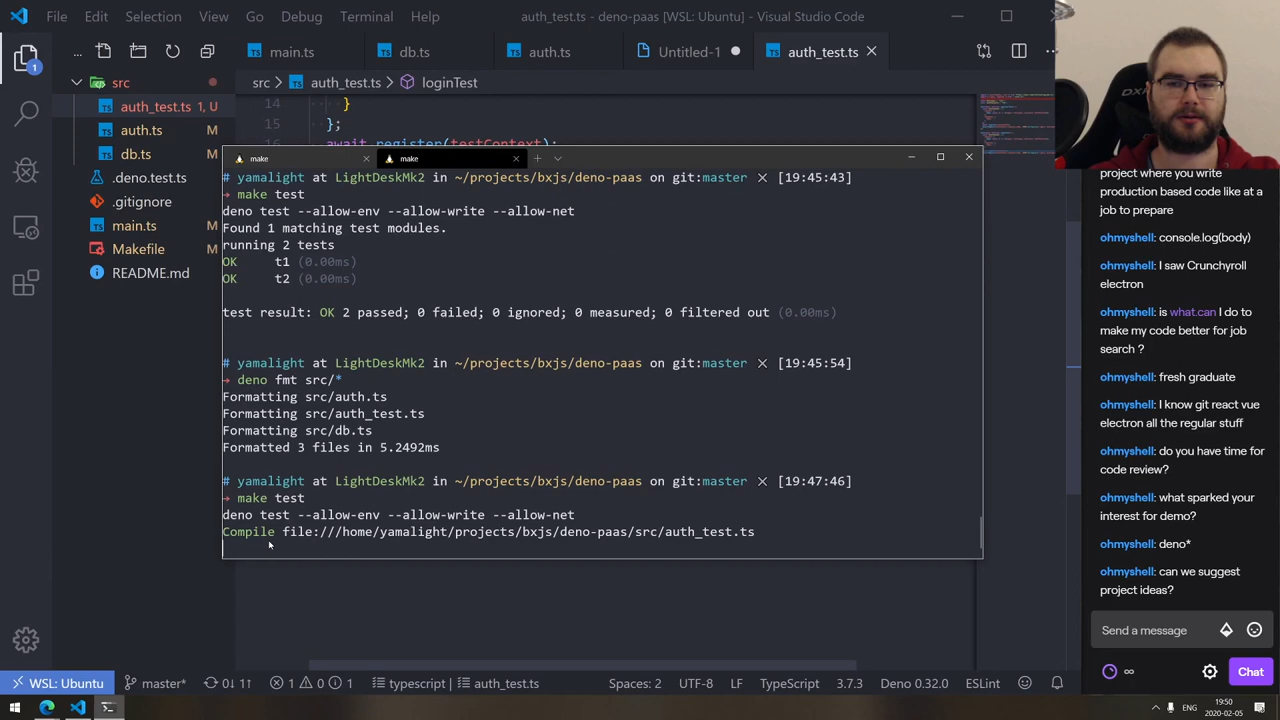 File Edit Selection View Go Debug Terminal Help
auth_test.ts - deno-paas [WSL: Ubuntu] - Visual Studio Code
1
...
main.ts
db.ts
auth.ts
Untitled-1
auth_test.ts
src
auth_test.ts 1, U
auth.ts M
db.ts M
.deno.test.ts
.gitignore
main.ts M
Makefile M
README.md
src > auth_test.ts > loginTest
14 }
15 };
16 await register(testContext);
make
make
# yamalight at LightDeskMk2 in ~/projects/bxjs/deno-paas on git:master ✕ [19:45:43]
→ make test
deno test --allow-env --allow-write --allow-net
Found 1 matching test modules.
running 2 tests
OK t1 (0.00ms)
OK t2 (0.00ms)
test result: OK 2 passed; 0 failed; 0 ignored; 0 measured; 0 filtered out (0.00ms)
# yamalight at LightDeskMk2 in ~/projects/bxjs/deno-paas on git:master ✕ [19:45:54]
→ deno fmt src/*
Formatting src/auth.ts
Formatting src/auth_test.ts
Formatting src/db.ts
Formatted 3 files in 5.2492ms
# yamalight at LightDeskMk2 in ~/projects/bxjs/deno-paas on git:master ✕ [19:47:46]
→ make test
deno test --allow-env --allow-write --allow-net
Compile file:///home/yamalight/projects/bxjs/deno-paas/src/auth_test.ts
DX
project where you write
production based code like at a
job to prepare
ohmyshell: console.log(body)
ohmyshell: I saw Crunchyroll
electron
ohmyshell: is what.can I do to
make my code better for job
search ?
ohmyshell: fresh graduate
ohmyshell: I know git react vue
electron all the regular stuff
ohmyshell: do you have time for
code review?
ohmyshell: what sparked your
interest for demo?
ohmyshell: deno*
ohmyshell: can we suggest
project ideas?
Send a message
∞
Chat
WSL: Ubuntu master* 0↓ 1↑ 1 0 1 typescript | auth_test.ts Spaces: 2 UTF-8 LF TypeScript 3.7.3 Deno 0.32.0 ESLint
ENG
19:50
2020-02-05